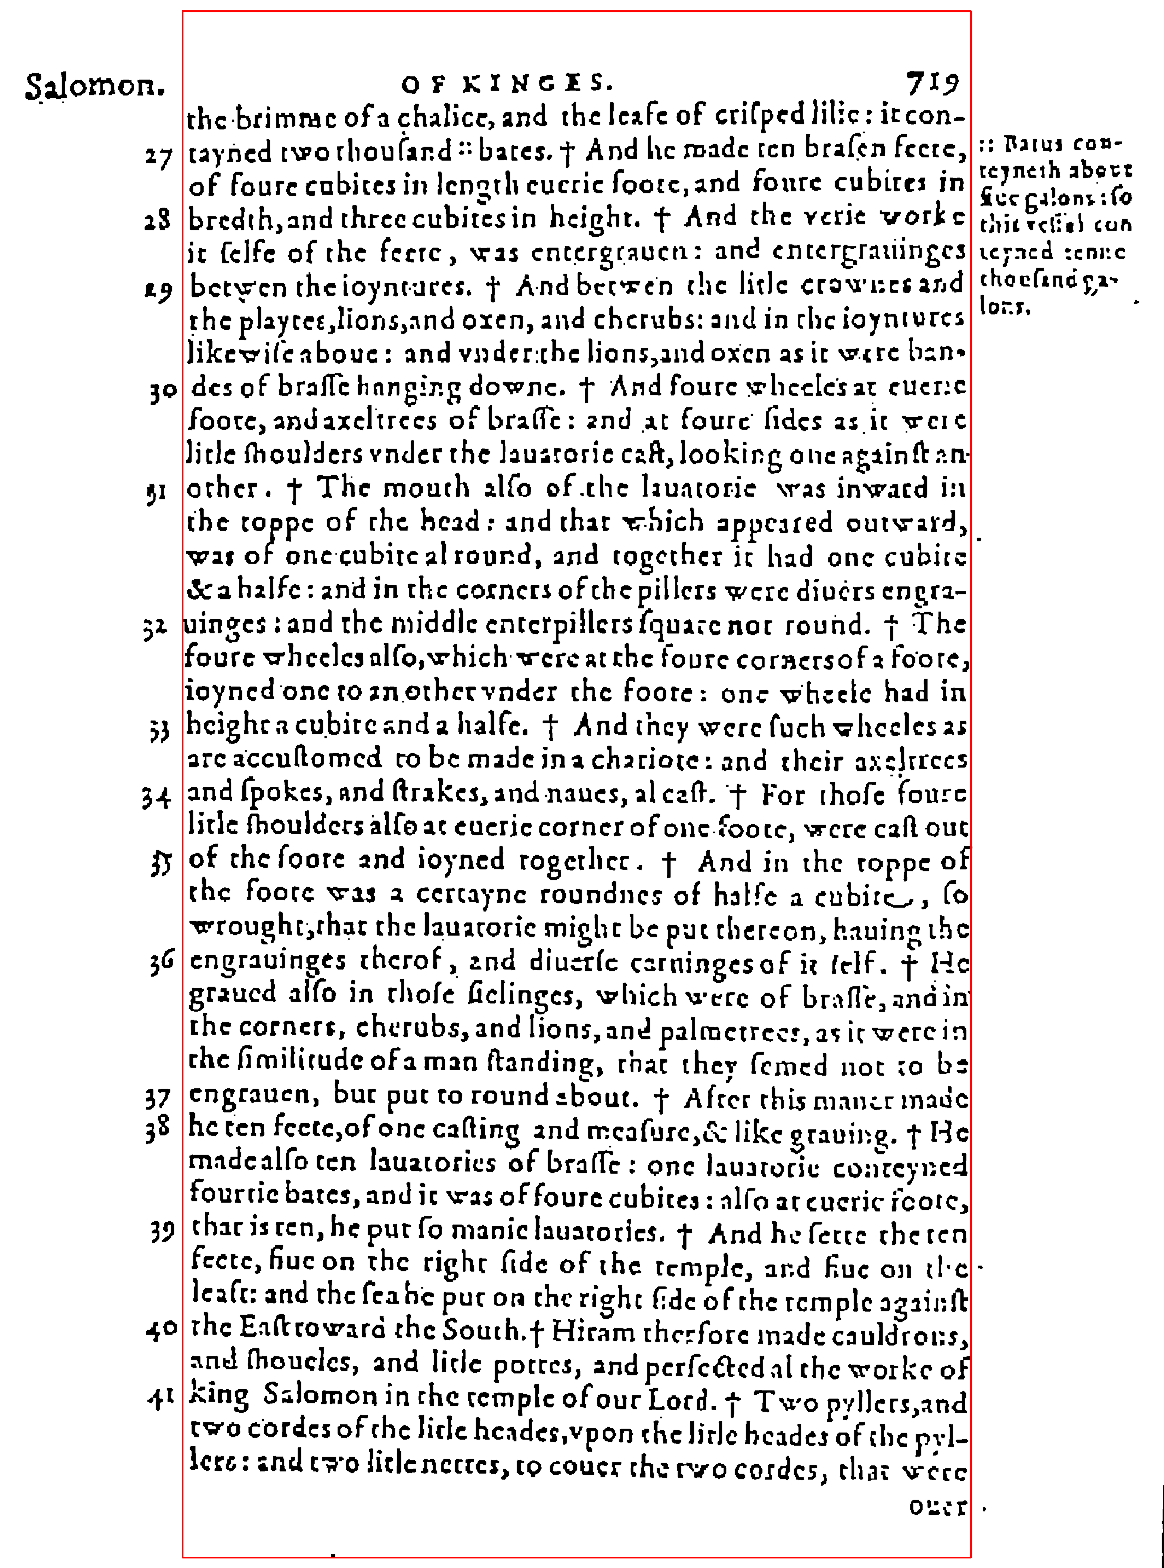 Salomon. OF KINGES. 719
the brimme of a chalice, and the leafe of criſped lilie: it con-
27 tayned two thouſand :: bates. † And he made ten braſen feete,
of foure cubites in length euerie foote, and foure cubites in
28 bredth, and three cubites in height. † And the verie worke
it ſelfe of the feete, was entergrauen: and entergrauinges
29 betwen the ioyntures. † And betwen the litle crownes and
the playtes, lions, and oxen, and cherubs: and in the ioyntures
likewiſe aboue: and vnder the lions, and oxen as it were ban-
30 des of braſſe hanging downe. † And foure wheeles at euerie
foote, and axeltrees of braſſe: and at foure ſides as it were
litle ſhoulders vnder the lauatorie caſt, looking one againſt an-
31 other. † The mouth alſo of the lauatorie was inward in
the toppe of the head: and that which appeared outward,
was of one cubite al round, and together it had one cubite
& a halfe: and in the corners of the pillers were diuers engra-
32 uinges: and the middle enterpillers ſquare not round. † The
foure wheeles alſo, which were at the foure corners of a foote,
ioyned one to an other vnder the foote: one wheele had in
33 height a cubite and a halfe. † And they were ſuch wheeles as
are accuſtomed to be made in a chariote: and their axeltrees
34 and ſpokes, and ſtrakes, and naues, al caſt. † For thoſe foure
litle ſhoulders alſo at euerie corner of one foote, were caſt out
35 of the foote and ioyned together. † And in the toppe of
the foote was a certayne roundnes of halfe a cubite, ſo
wrought, that the lauatorie might be put thereon, hauing the
36 engrauinges therof, and diuerſe caruinges of it ſelf. † He
graued alſo in thoſe ſielinges, which were of braſſe, and in
the corners, cherubs, and lions, and palmetrees, as it were in
the ſimilitude of a man ſtanding, that they ſemed not to be
37 engrauen, but put to round about. † After this maner made
38 he ten feete, of one caſting and meaſure, & like grauing. † He
made alſo ten lauatories of braſſe: one lauatorie conteyned
fourtie bates, and it was of foure cubites: alſo at euerie foote,
39 that is ten, he put ſo manie lauatories. † And he ſette the ten
feete, fiue on the right ſide of the temple, and fiue on the
leaft: and the ſea he put on the right ſide of the temple againſt
40 the Eaſt toward the South. † Hiram therfore made cauldrons,
and ſhouels, and litle pottes, and perfected al the worke of
41 king Salomon in the temple of our Lord. † Two pyllers, and
two cordes of the litle heades, vpon the litle heades of the pyl-
lers: and two litle nettes, to couer the two cordes, that were
ouer
:: Batus con-
teyneth about
fiue galons: ſo
this veſſel con
teyned tenne
thouſand ga-
lons.